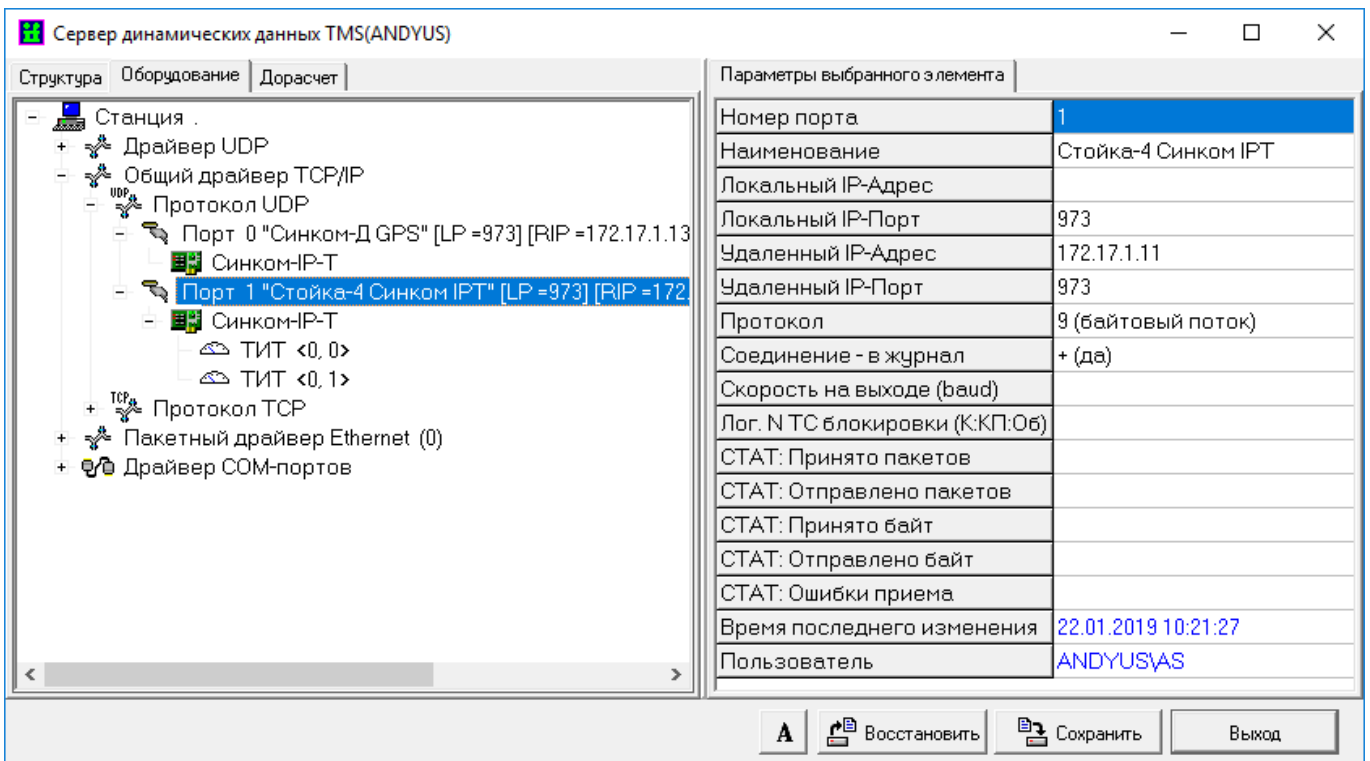 Сервер динамических данных TMS(ANDYUS)
Структура Оборудование Дорасчет
Станция .
Драйвер UDP
Общий драйвер TCP/IP
UDP Протокол UDP
Порт 0 "Синком-Д GPS" [LP =973] [RIP =172.17.1.13
Синком-IP-T
Порт 1 "Стойка-4 Синком IPT" [LP =973] [RIP =172.
Синком-IP-T
ТИТ <0, 0>
ТИТ <0, 1>
TCP Протокол TCP
Пакетный драйвер Ethernet (0)
Драйвер COM-портов
Параметры выбранного элемента
Номер порта 1
Наименование Стойка-4 Синком IPT
Локальный IP-Адрес
Локальный IP-Порт 973
Удаленный IP-Адрес 172.17.1.11
Удаленный IP-Порт 973
Протокол 9 (байтовый поток)
Соединение - в журнал + (да)
Скорость на выходе (baud)
Лог. N ТС блокировки (К:КП:Об)
СТАТ: Принято пакетов
СТАТ: Отправлено пакетов
СТАТ: Принято байт
СТАТ: Отправлено байт
СТАТ: Ошибки приема
Время последнего изменения 22.01.2019 10:21:27
Пользователь ANDYUS\AS
A Восстановить Сохранить Выход